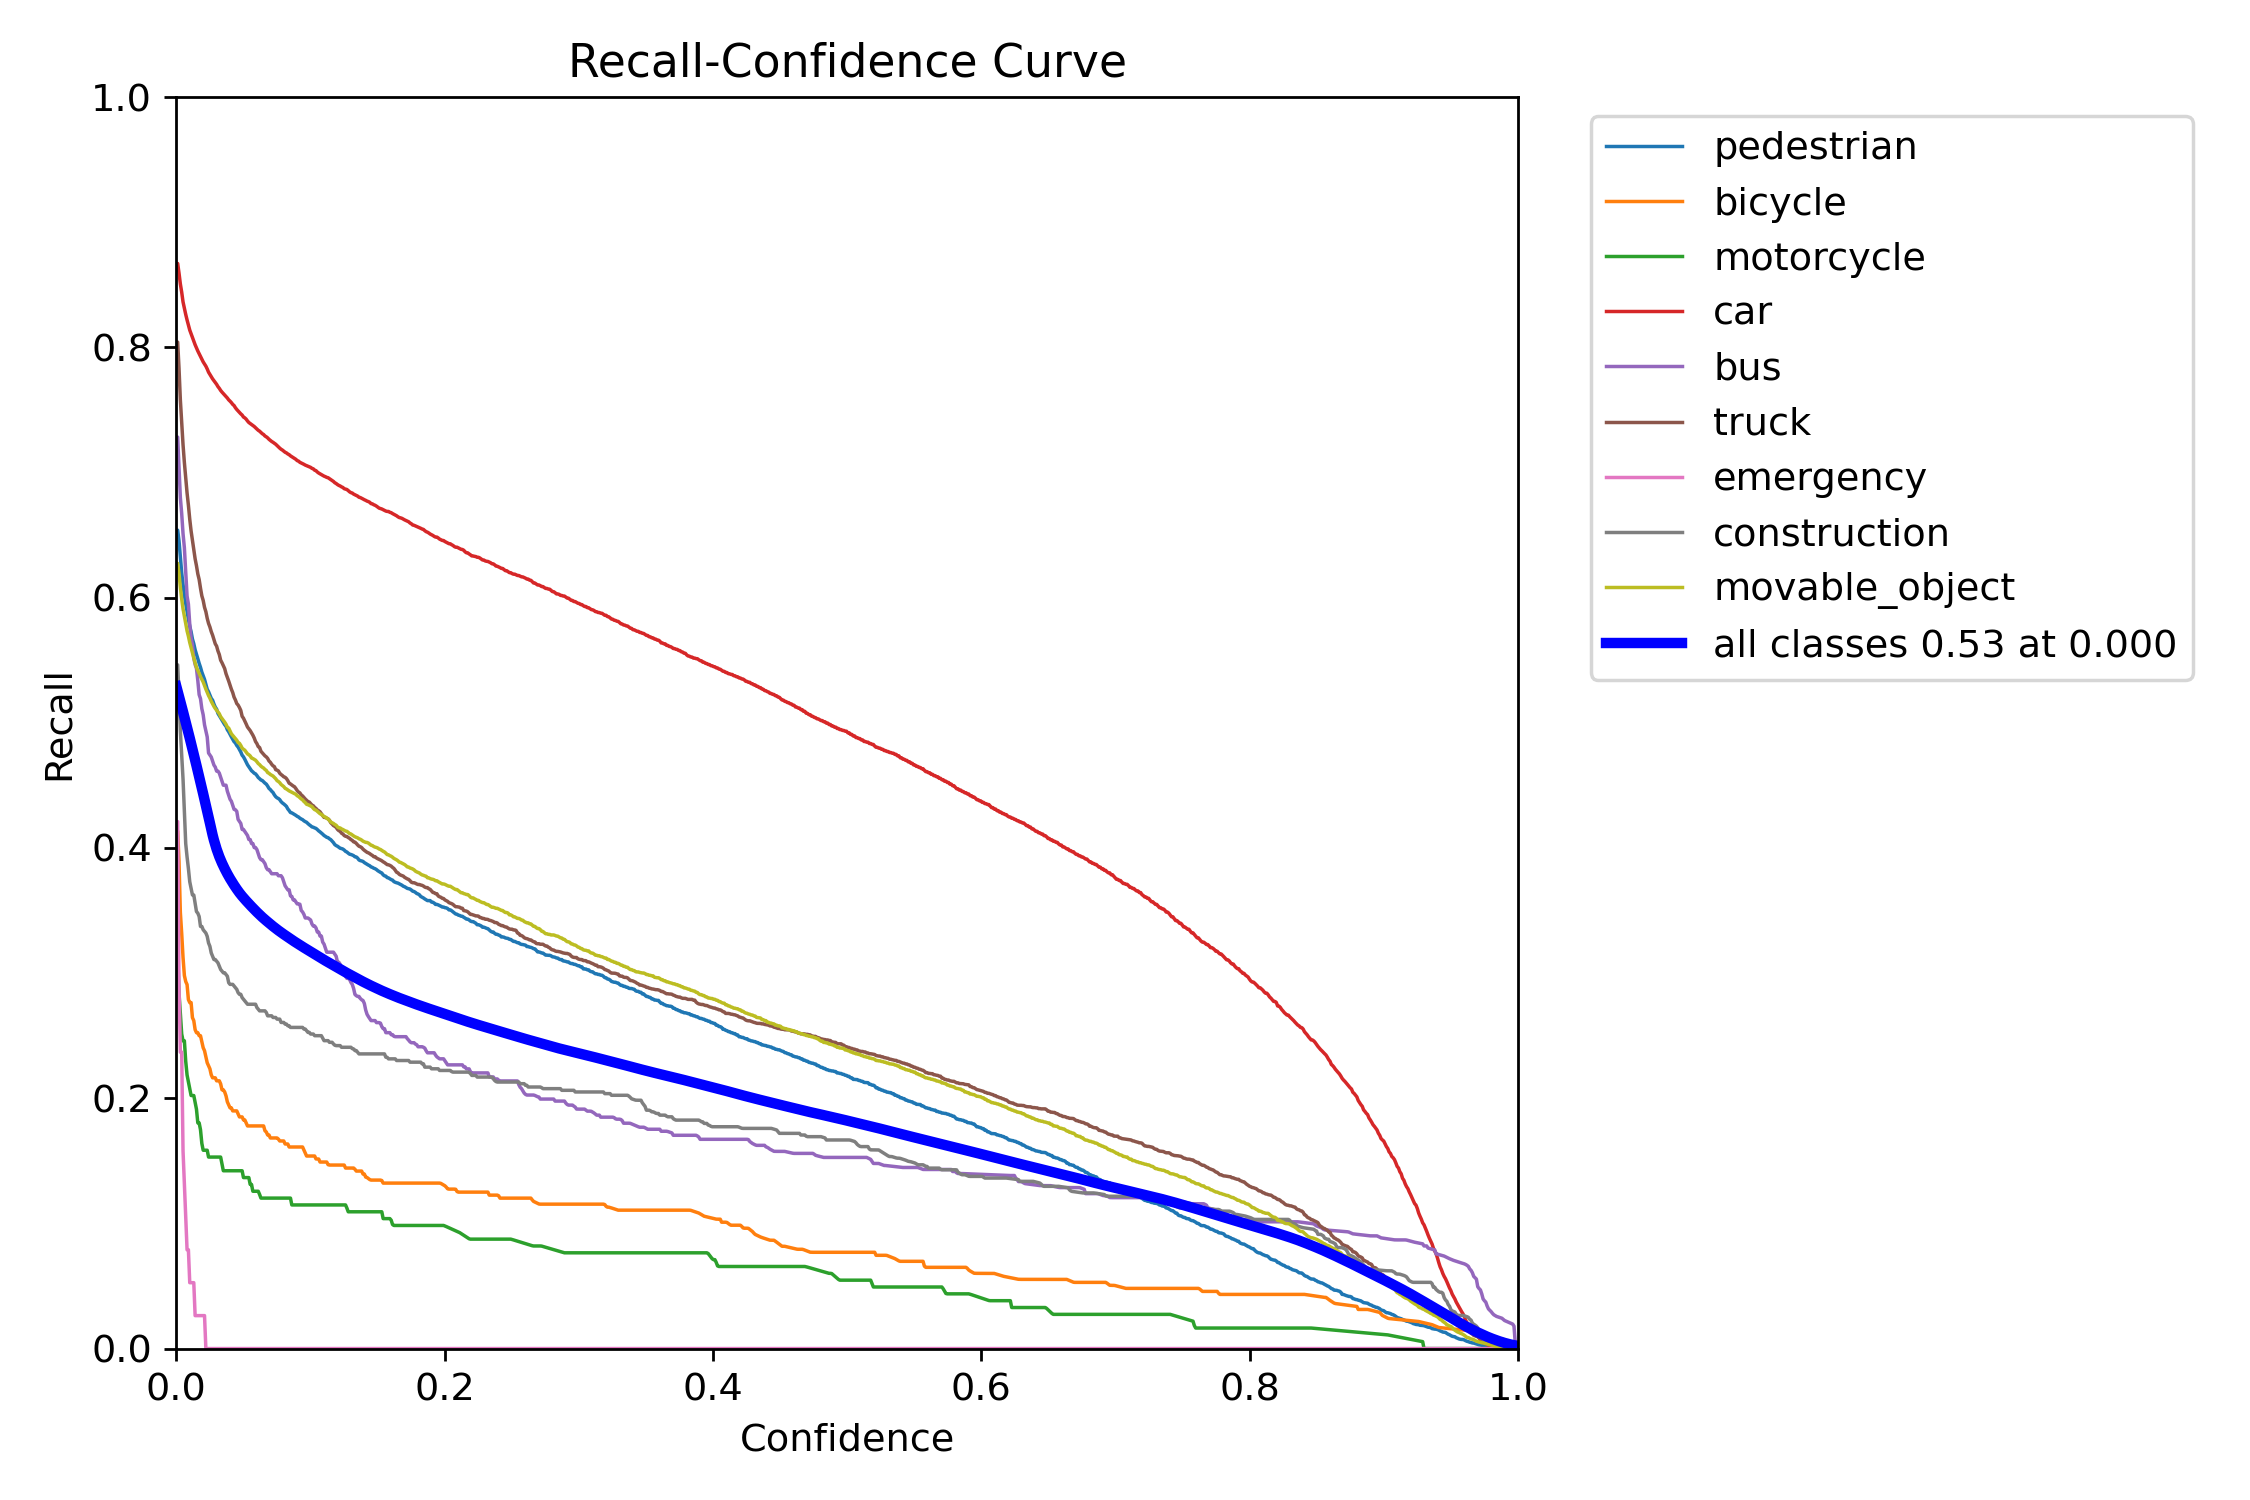 Recall-Confidence Curve
1.0
0.8
0.6
0.4
0.2
0.0
Recall
0.0 0.2 0.4 0.6 0.8 1.0
Confidence
pedestrian
bicycle
motorcycle
car
bus
truck
emergency
construction
movable_object
all classes 0.53 at 0.000